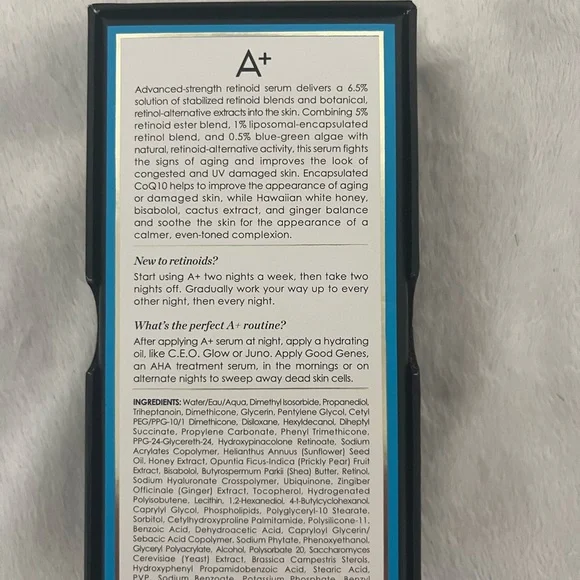 A+
Advanced-strength retinoid serum delivers a 6.5%
solution of stabilized retinoid blends and botanical,
retinol-alternative extracts into the skin. Combining 5%
retinoid ester blend, 1% liposomal-encapsulated
retinol blend, and 0.5% blue-green algae with
natural, retinoid-alternative activity, this serum fights
the signs of aging and improves the look of
congested and UV damaged skin. Encapsulated
CoQ10 helps to improve the appearance of aging
or damaged skin, while Hawaiian white honey,
bisabolol, cactus extract, and ginger balance
and soothe the skin for the appearance of a
calmer, even-toned complexion.
New to retinoids?
Start using A+ two nights a week, then take two
nights off. Gradually work your way up to every
other night, then every night.
What's the perfect A+ routine?
After applying A+ serum at night, apply a hydrating
oil, like C.E.O. Glow or Juno. Apply Good Genes,
an AHA treatment serum, in the mornings or on
alternate nights to sweep away dead skin cells.
INGREDIENTS: Water/Eau/Aqua, Dimethyl Isosorbide, Propanediol,
Triheptanoin, Dimethicone, Glycerin, Pentylene Glycol, Cetyl
PEG/PPG-10/1 Dimethicone, Disiloxane, Hexyldecanol, Diheptyl
Succinate, Propylene Carbonate, Phenyl Trimethicone,
PPG-24-Glycereth-24, Hydroxypinacolone Retinoate, Sodium
Acrylates Copolymer, Helianthus Annuus (Sunflower) Seed
Oil, Honey Extract, Opuntia Ficus-Indica (Prickly Pear) Fruit
Extract, Bisabolol, Butyrospermum Parkii (Shea) Butter, Retinol,
Sodium Hyaluronate Crosspolymer, Ubiquinone, Zingiber
Officinale (Ginger) Extract, Tocopherol, Hydrogenated
Polyisobutene, Lecithin, 1,2-Hexanediol, 4-t-Butylcyclohexanol,
Caprylyl Glycol, Phospholipids, Polyglyceryl-10 Stearate,
Sorbitol, Cetylhydroxyproline Palmitamide, Polysilicone-11,
Benzoic Acid, Dehydroacetic Acid, Capryloyl Glycerin/
Sebacic Acid Copolymer, Sodium Phytate, Phenoxyethanol,
Glyceryl Polyacrylate, Alcohol, Polysorbate 20, Saccharomyces
Cerevisiae (Yeast) Extract, Brassica Campestris Sterols,
Hydroxyphenyl Propamidobenzoic Acid, Stearic Acid,
PVP, Sodium Benzoate, Potassium Phosphate, Benzyl